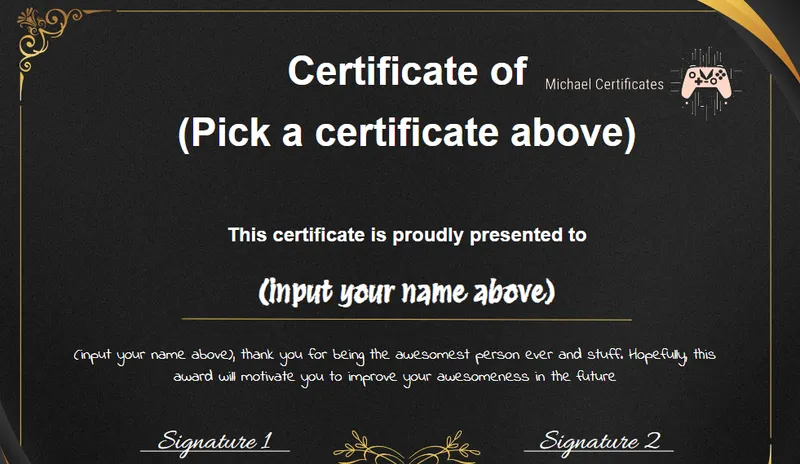 Certificate of
Michael Certificates
(Pick a certificate above)
This certificate is proudly presented to
(input your name above)
(input your name above), thank you for being the awesomest person ever and stuff. Hopefully, this
award will motivate you to improve your awesomeness in the future
Signature 1
Signature 2